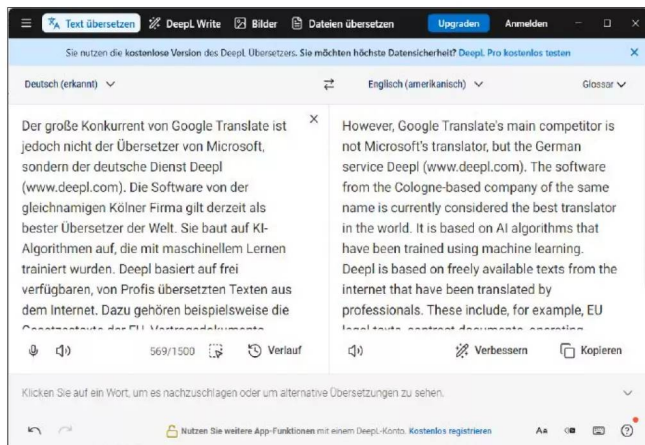 Text übersetzen DeepL Write Bilder Dateien übersetzen Upgraden Anmelden
Sie nutzen die kostenlose Version des DeepL Übersetzers. Sie möchten höchste Datensicherheit? DeepL Pro kostenlos testen
Deutsch (erkannt) Englisch (amerikanisch) Glossar
Der große Konkurrent von Google Translate ist
jedoch nicht der Übersetzer von Microsoft,
sondern der deutsche Dienst Deepl
(www.deepl.com). Die Software von der
gleichnamigen Kölner Firma gilt derzeit als
bester Übersetzer der Welt. Sie baut auf KI-
Algorithmen auf, die mit maschinellem Lernen
trainiert wurden. Deepl basiert auf frei
verfügbaren, von Profis übersetzten Texten aus
dem Internet. Dazu gehören beispielsweise die
Gesetzestexte der EU, Vertragsdokumente
569/1500 Verlauf
However, Google Translate's main competitor is
not Microsoft's translator, but the German
service Deepl (www.deepl.com). The software
from the Cologne-based company of the same
name is currently considered the best translator
in the world. It is based on AI algorithms that
have been trained using machine learning.
Deepl is based on freely available texts from the
internet that have been translated by
professionals. These include, for example, EU
legal texts, contract documents, operating
Verbessern Kopieren
Klicken Sie auf ein Wort, um es nachzuschlagen oder um alternative Übersetzungen zu sehen.
Nutzen Sie weitere App-Funktionen mit einem DeepL-Konto. Kostenlos registrieren Aa